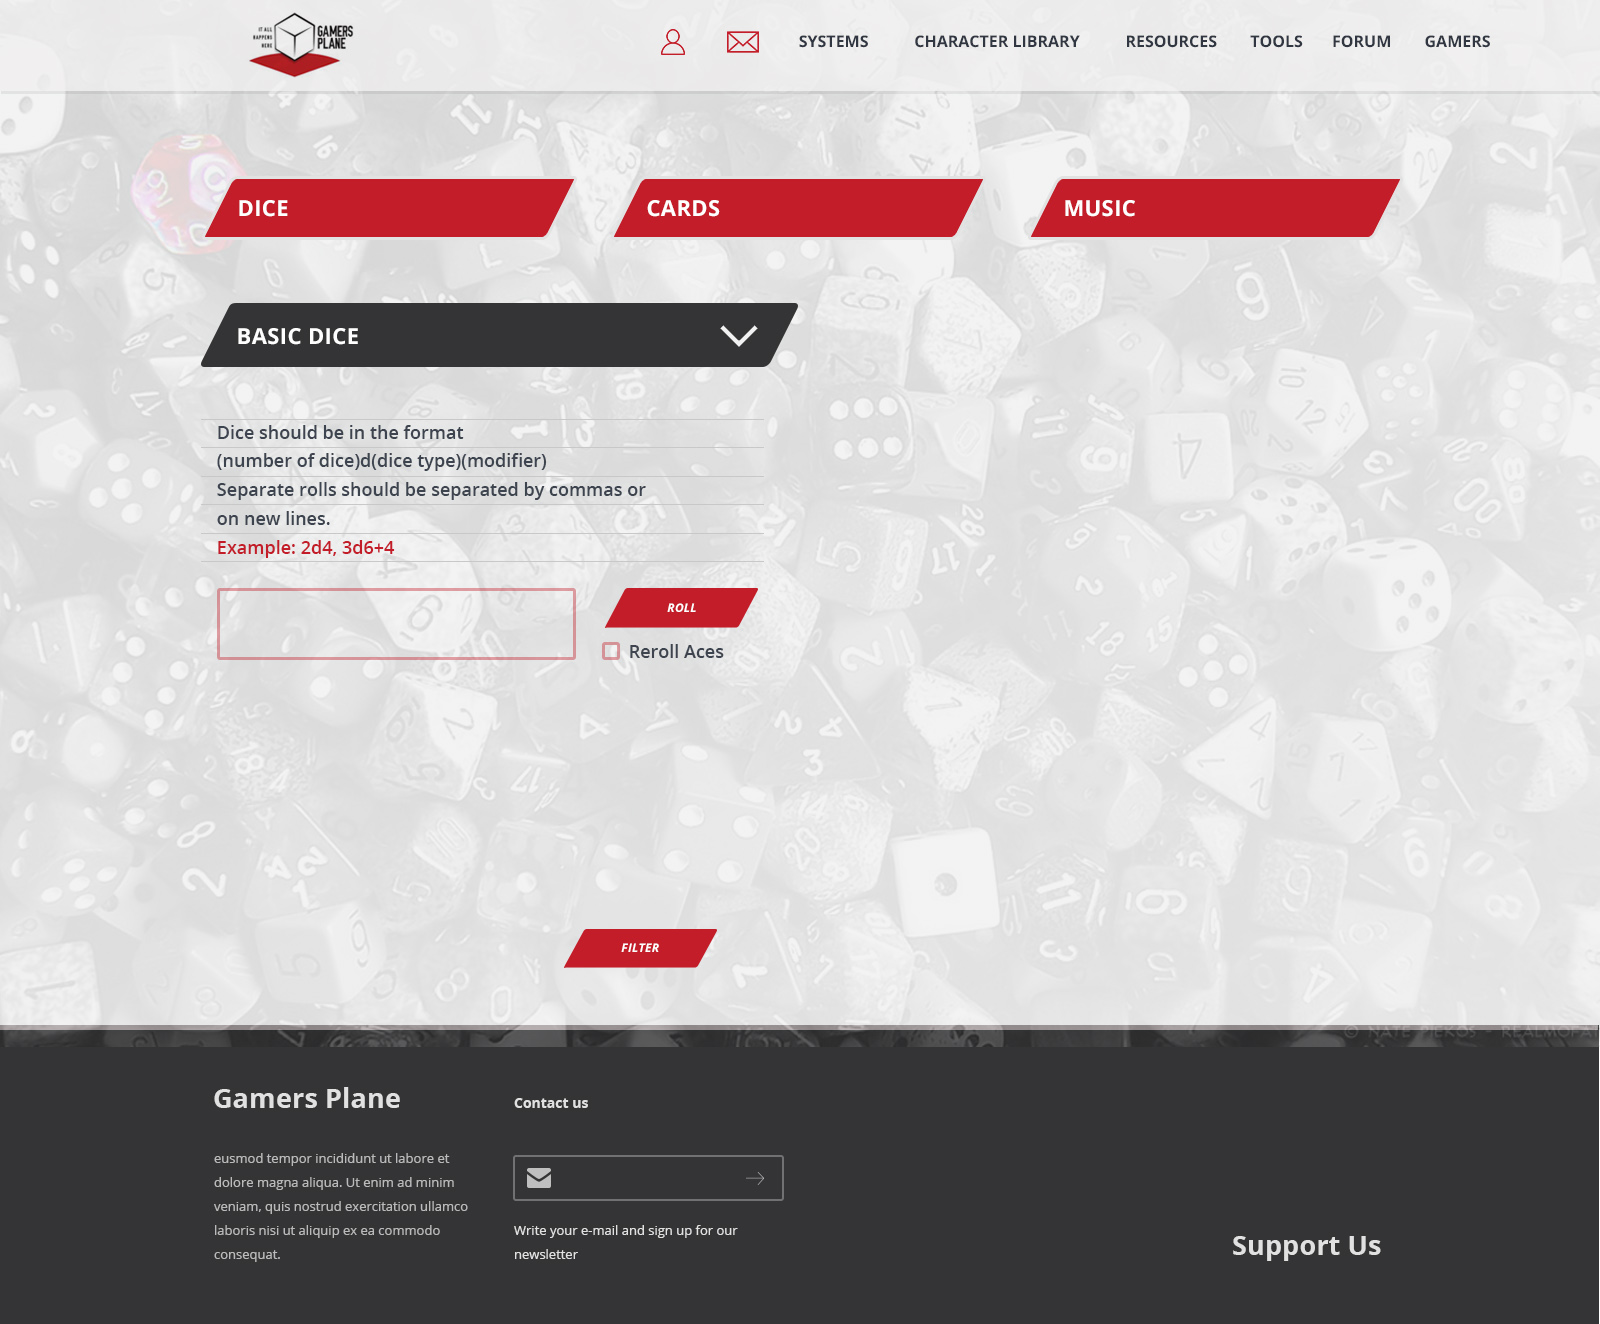 IT ALL
HAPPENS
HERE
GAMERS
PLANE
SYSTEMS
CHARACTER LIBRARY
RESOURCES
TOOLS
FORUM
GAMERS
DICE
CARDS
MUSIC
BASIC DICE
Dice should be in the format
(number of dice)d(dice type)(modifier)
Separate rolls should be separated by commas or
on new lines.
Example: 2d4, 3d6+4
ROLL
Reroll Aces
FILTER
Gamers Plane
eusmod tempor incididunt ut labore et
dolore magna aliqua. Ut enim ad minim
veniam, quis nostrud exercitation ullamco
laboris nisi ut aliquip ex ea commodo
consequat.
Contact us
Write your e-mail and sign up for our
newsletter
Support Us